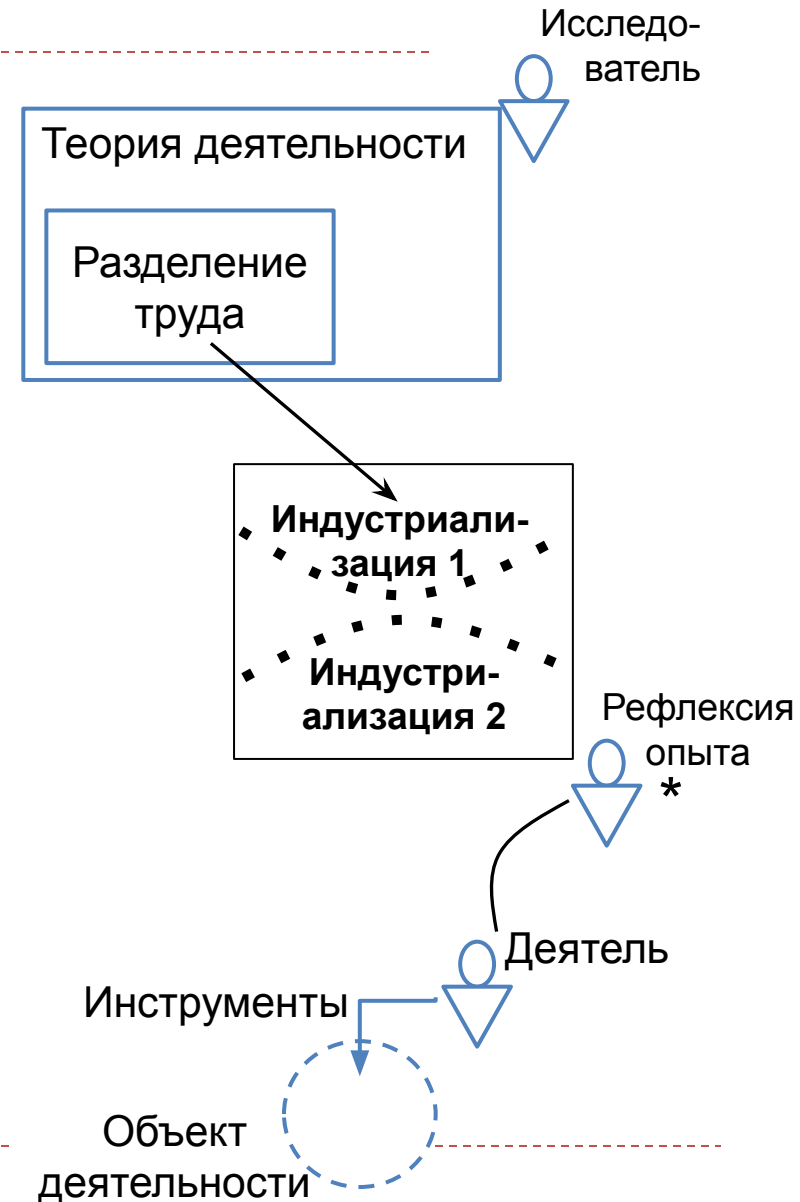 Исследо-
ватель
Теория деятельности
Разделение
труда
Индустриали-
зация 1
Индустри-
ализация 2
Рефлексия
опыта
*
Деятель
Инструменты
Объект
деятельности